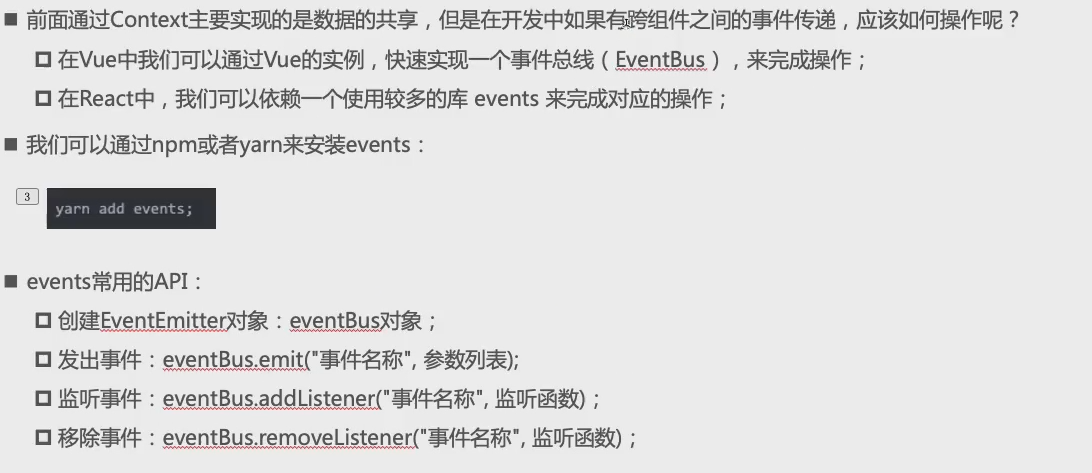 前面通过Context主要实现的是数据的共享，但是在开发中如果有跨组件之间的事件传递，应该如何操作呢？
在Vue中我们可以通过Vue的实例，快速实现一个事件总线（EventBus），来完成操作；
在React中，我们可以依赖一个使用较多的库 events 来完成对应的操作；
我们可以通过npm或者yarn来安装events：
3
yarn add events;
events常用的API：
创建EventEmitter对象：eventBus对象；
发出事件：eventBus.emit("事件名称", 参数列表);
监听事件：eventBus.addListener("事件名称", 监听函数)；
移除事件：eventBus.removeListener("事件名称", 监听函数)；